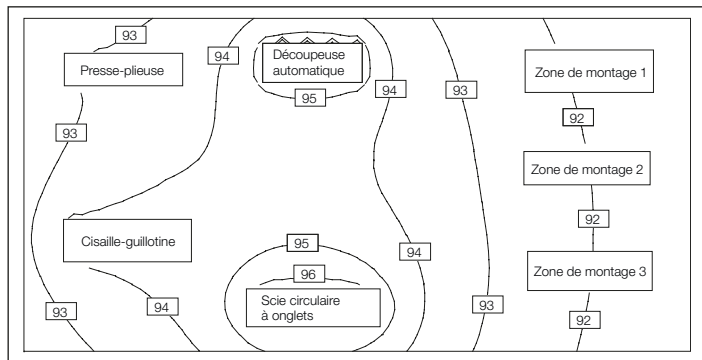 93
Presse-plieuse
94
Découpeuse
automatique
95
94
93
93
Zone de montage 1
92
Zone de montage 2
92
Zone de montage 3
92
Cisaille-guillotine
93
94
95
96
Scie circulaire
à onglets
94
93